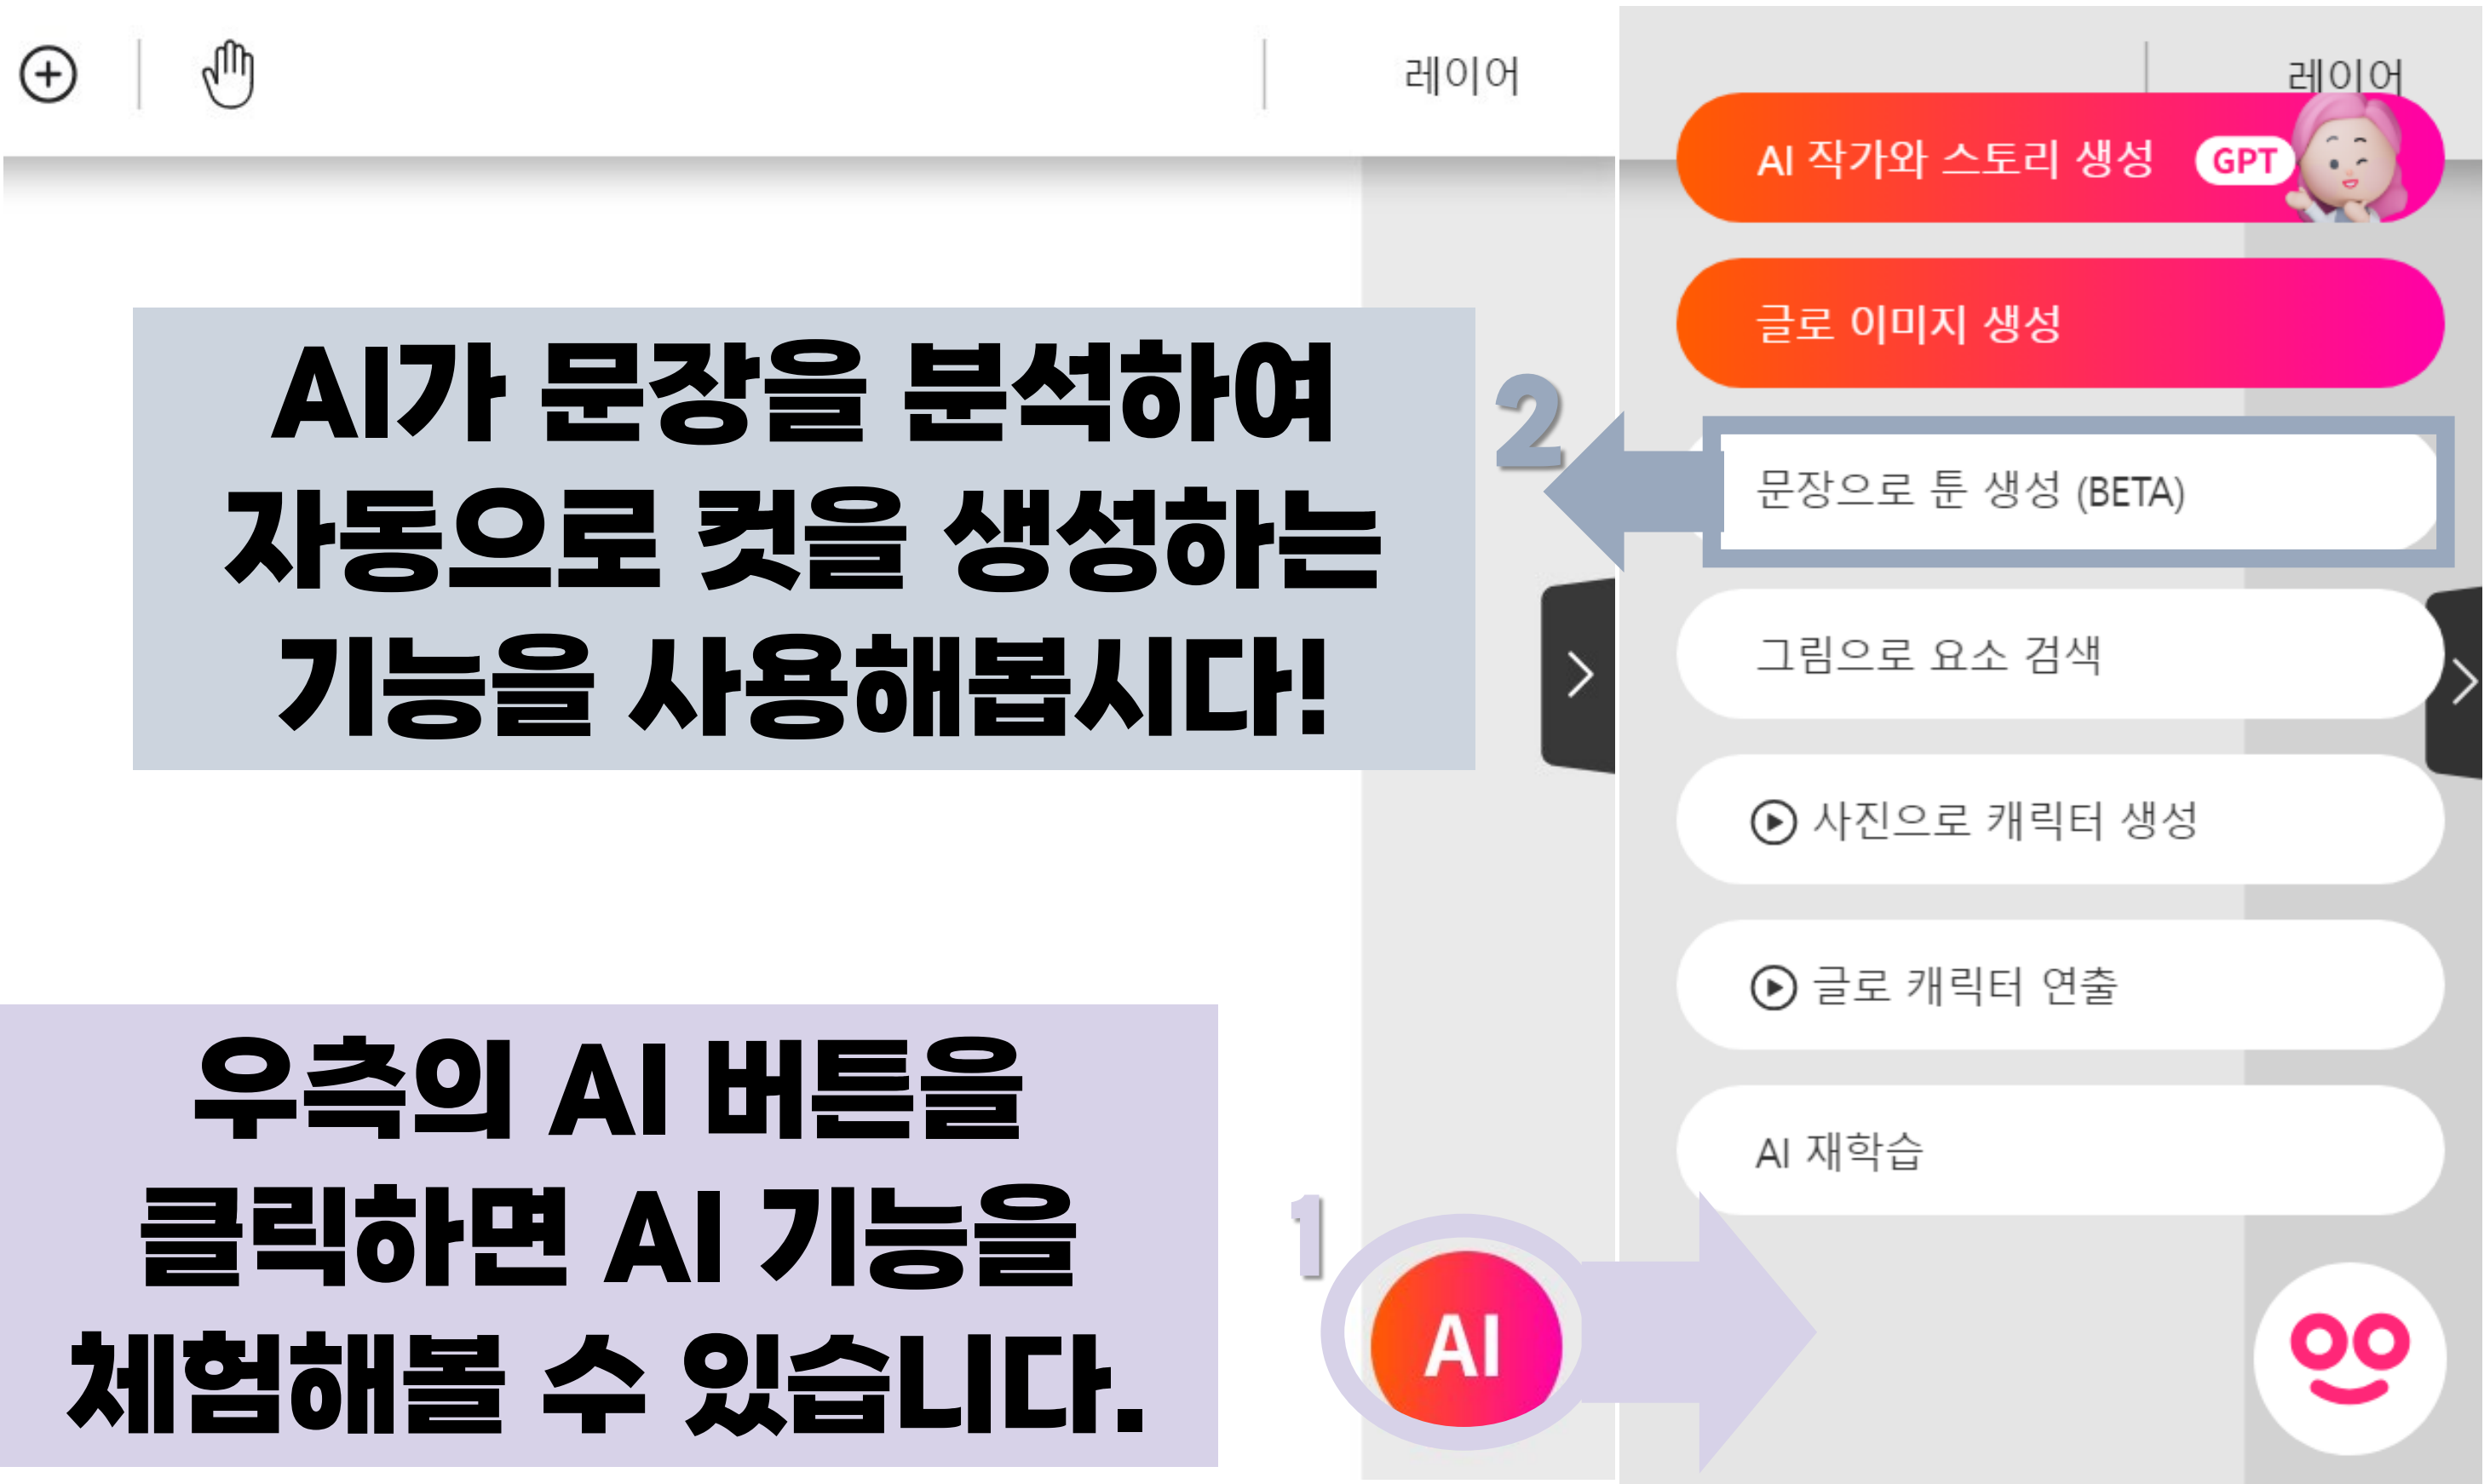 레이어
레이어
AI 작가와 스토리 생성 GPT
글로 이미지 생성
AI가 문장을 분석하여
자동으로 컷을 생성하는
기능을 사용해봅시다!
2
문장으로 툰 생성 (BETA)
그림으로 요소 검색
사진으로 캐릭터 생성
글로 캐릭터 연출
AI 재학습
우측의 AI 버튼을
클릭하면 AI 기능을
체험해볼 수 있습니다.
1
AI